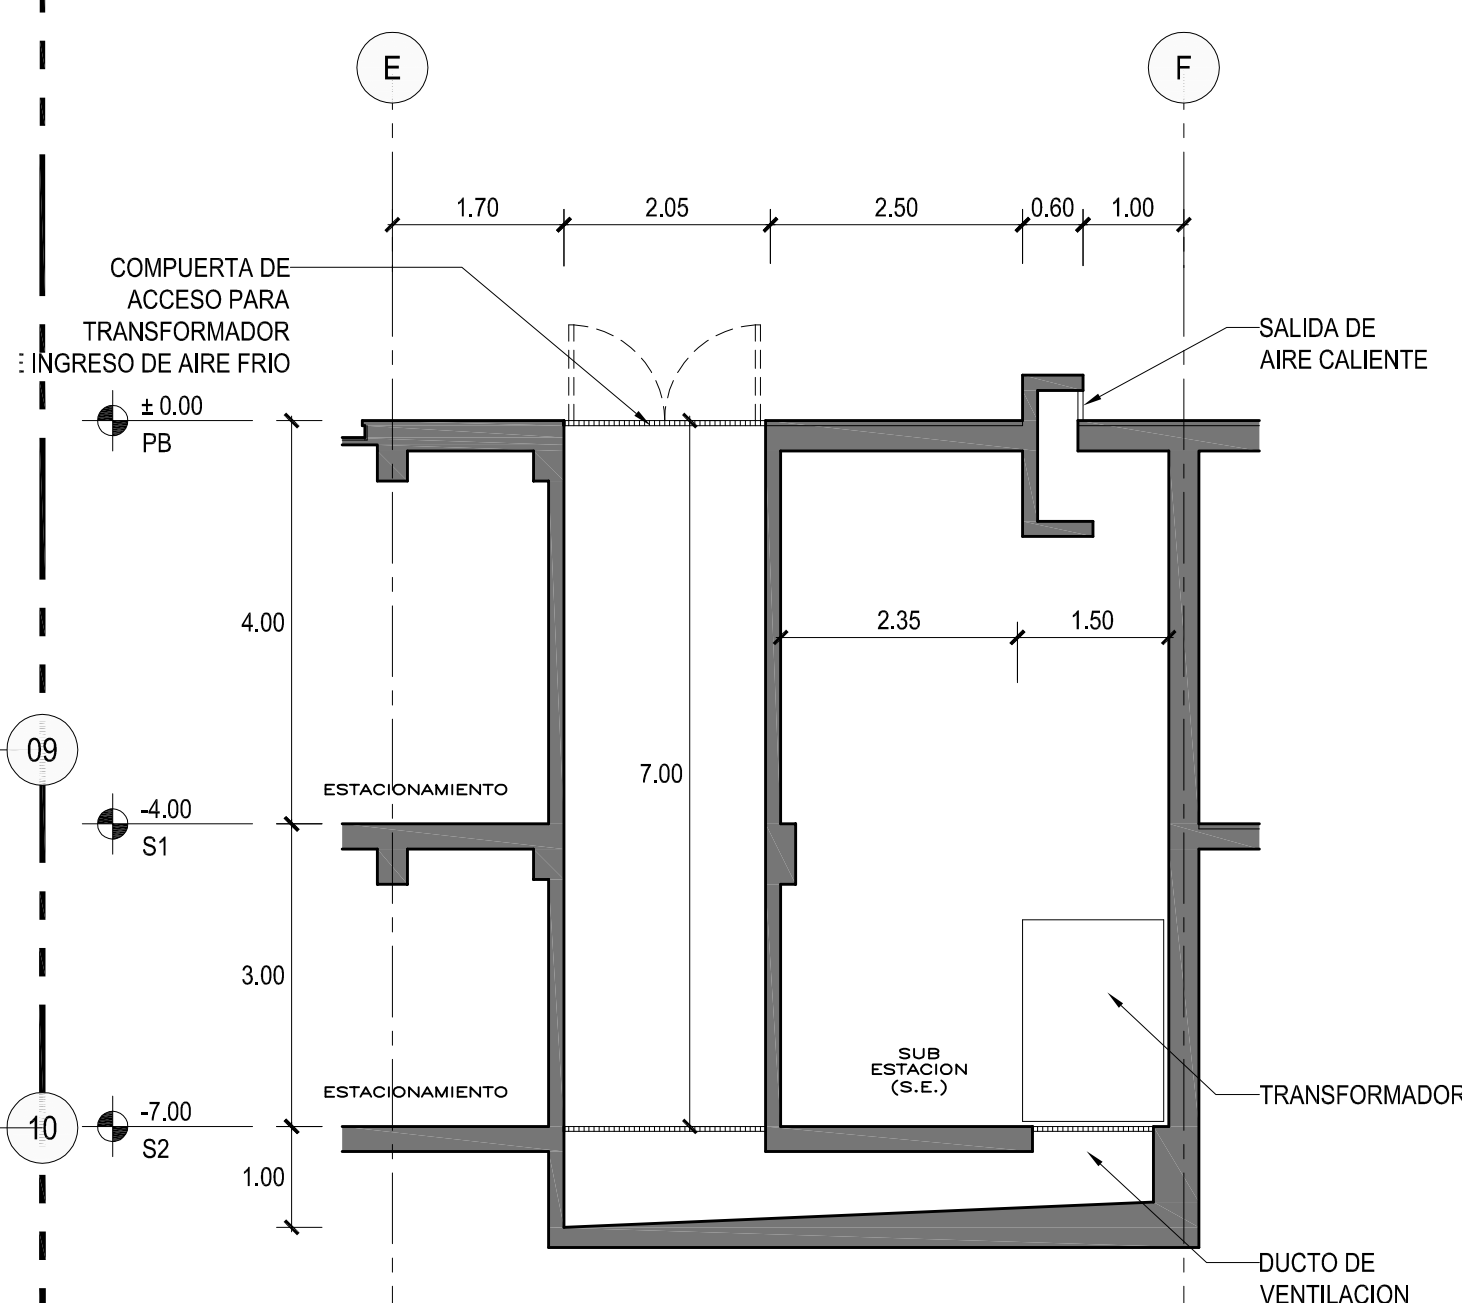 E
F
1.70
2.05
2.50
0.60
1.00
COMPUERTA DE
ACCESO PARA
TRANSFORMADOR
INGRESO DE AIRE FRIO
SALIDA DE
AIRE CALIENTE
± 0.00
PB
4.00
2.35
1.50
09
7.00
ESTACIONAMIENTO
-4.00
S1
3.00
SUB
ESTACION
(S.E.)
ESTACIONAMIENTO
TRANSFORMADOR
10
-7.00
S2
1.00
DUCTO DE
VENTILACION